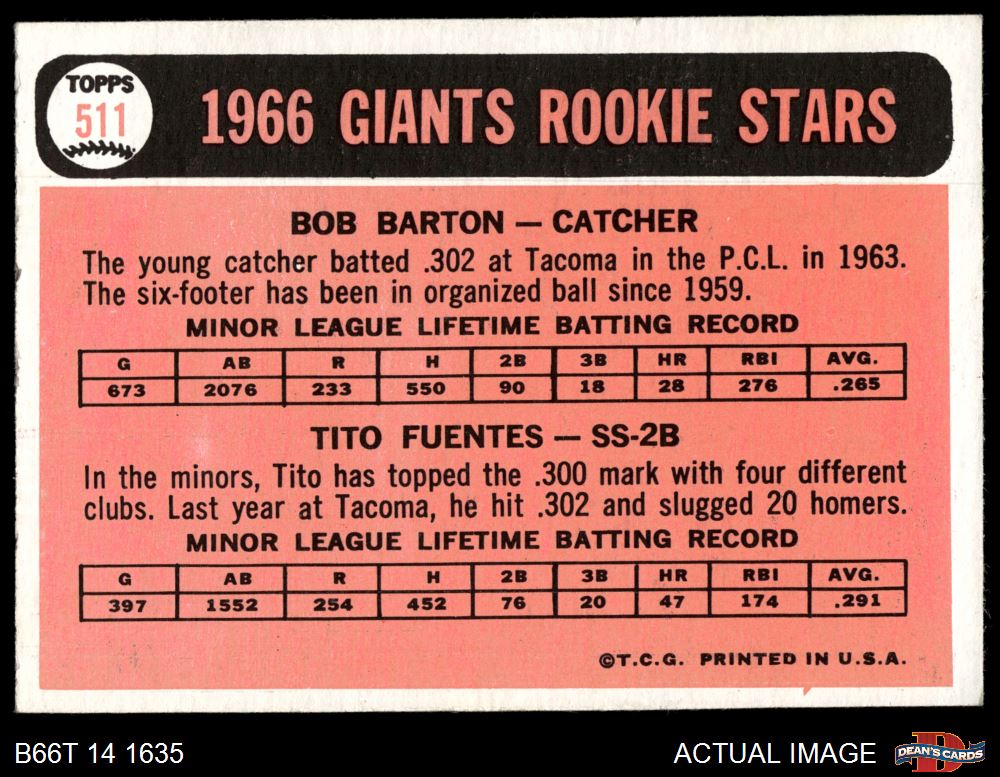 TOPPS
511
1966 GIANTS ROOKIE STARS
BOB BARTON — CATCHER
The young catcher batted .302 at Tacoma in the P.C.L. in 1963.
The six-footer has been in organized ball since 1959.
MINOR LEAGUE LIFETIME BATTING RECORD
G AB R H 2B 3B HR RBI AVG.
673 2076 233 550 90 18 28 276 .265
TITO FUENTES — SS-2B
In the minors, Tito has topped the .300 mark with four different
clubs. Last year at Tacoma, he hit .302 and slugged 20 homers.
MINOR LEAGUE LIFETIME BATTING RECORD
G AB R H 2B 3B HR RBI AVG.
397 1552 254 452 76 20 47 174 .291
©T.C.G. PRINTED IN U.S.A.
B66T 14 1635
ACTUAL IMAGE
D
DEAN'S CARDS